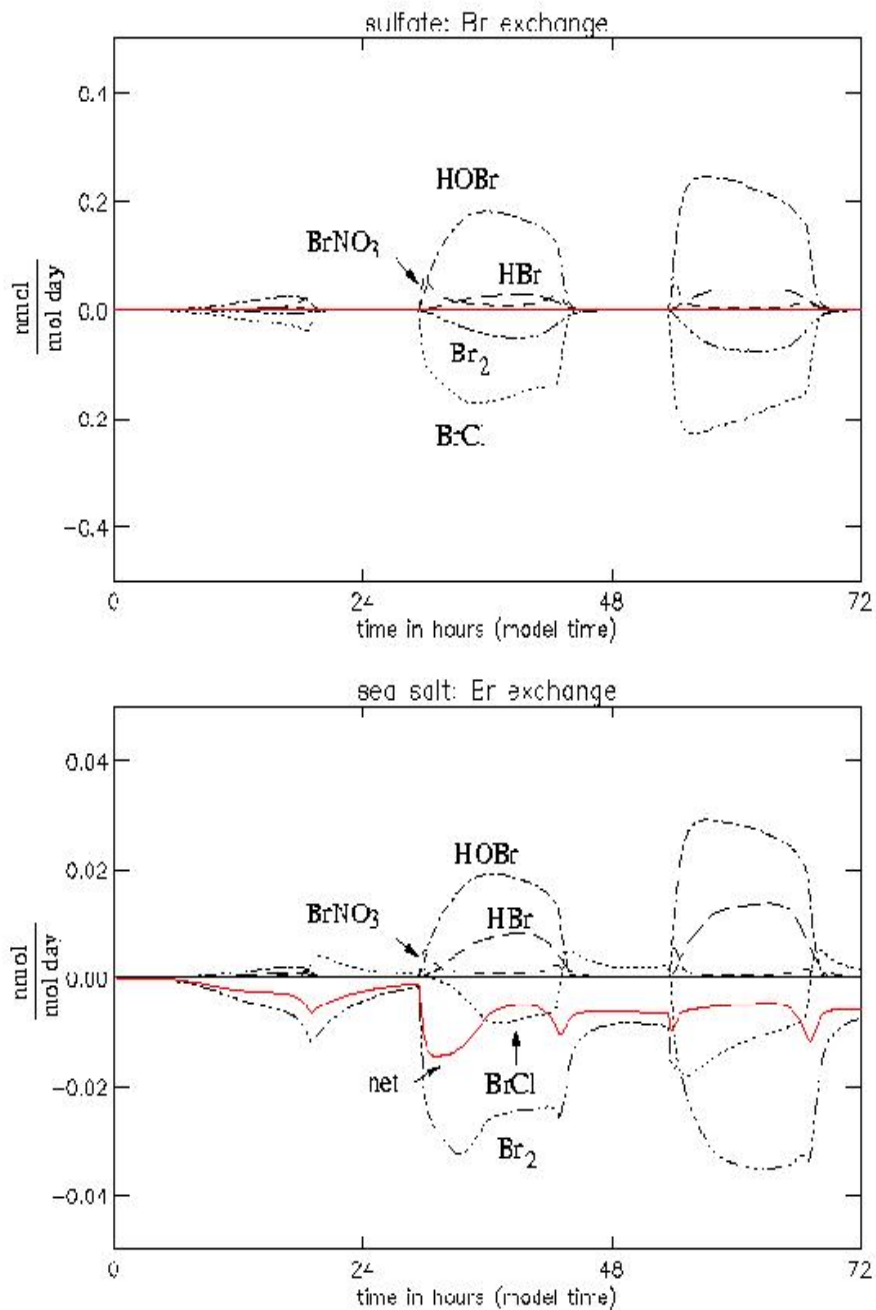 sulfate: Br exchange
0.4
0.2
0.0
0.2
−0.4
nmol
mol day
HOBr
BrNO3
HBr
Br2
BrCl
0 24 48 72
time in hours (model time)
sea salt: Br exchange
0.04
0.02
0.00
−0.02
−0.04
nmol
mol day
HOBr
BrNO3
HBr
BrCl
net
Br2
0 24 48 72
time in hours (model time)